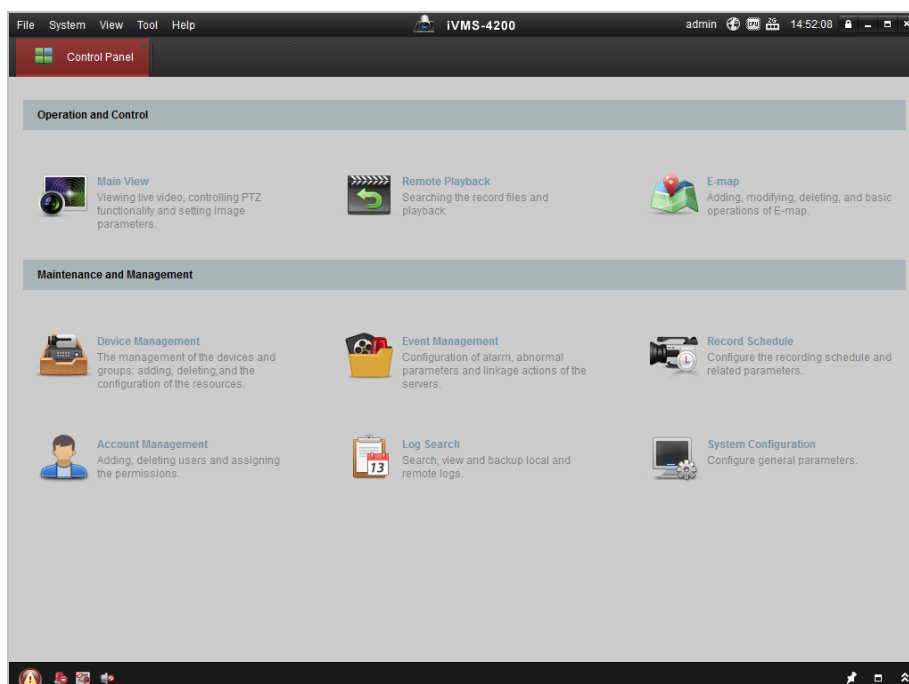 File System View Tool Help iVMS-4200 admin 14:52:08
Control Panel
Operation and Control
Main View
Viewing live video, controlling PTZ
functionality and setting image
parameters.
Remote Playback
Searching the record files and
playback.
E-map
Adding, modifying, deleting, and basic
operations of E-map.
Maintenance and Management
Device Management
The management of the devices and
groups: adding, deleting,and the
configuration of the resources.
Event Management
Configuration of alarm, abnormal
parameters and linkage actions of the
servers.
Record Schedule
Configure the recording schedule and
related parameters.
Account Management
Adding, deleting users and assigning
the permissions.
13
Log Search
Search, view and backup local and
remote logs.
System Configuration
Configure general parameters.